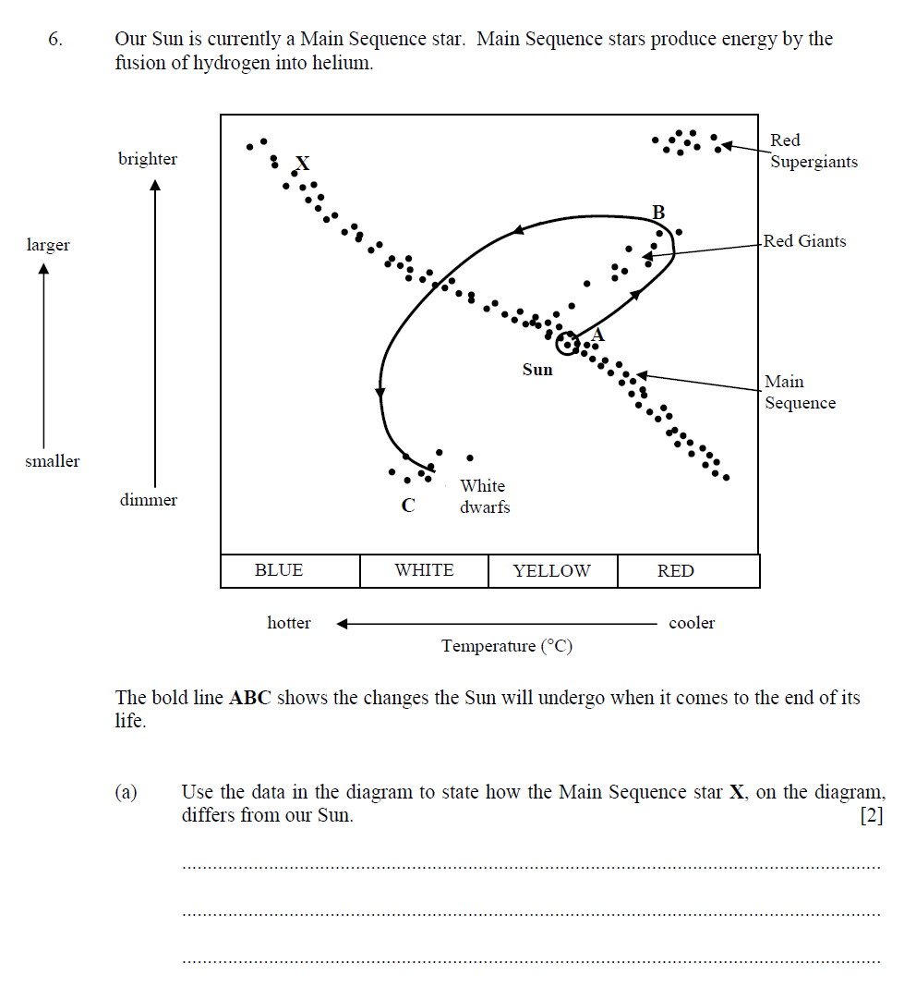 6. Our Sun is currently a Main Sequence star. Main Sequence stars produce energy by the
fusion of hydrogen into helium.
brighter
larger
smaller
dimmer
X
B
A
Sun
C
White
dwarfs
Red
Supergiants
Red Giants
Main
Sequence
BLUE WHITE YELLOW RED
hotter cooler
Temperature (°C)
The bold line ABC shows the changes the Sun will undergo when it comes to the end of its
life.
(a) Use the data in the diagram to state how the Main Sequence star X, on the diagram,
differs from our Sun. [2]